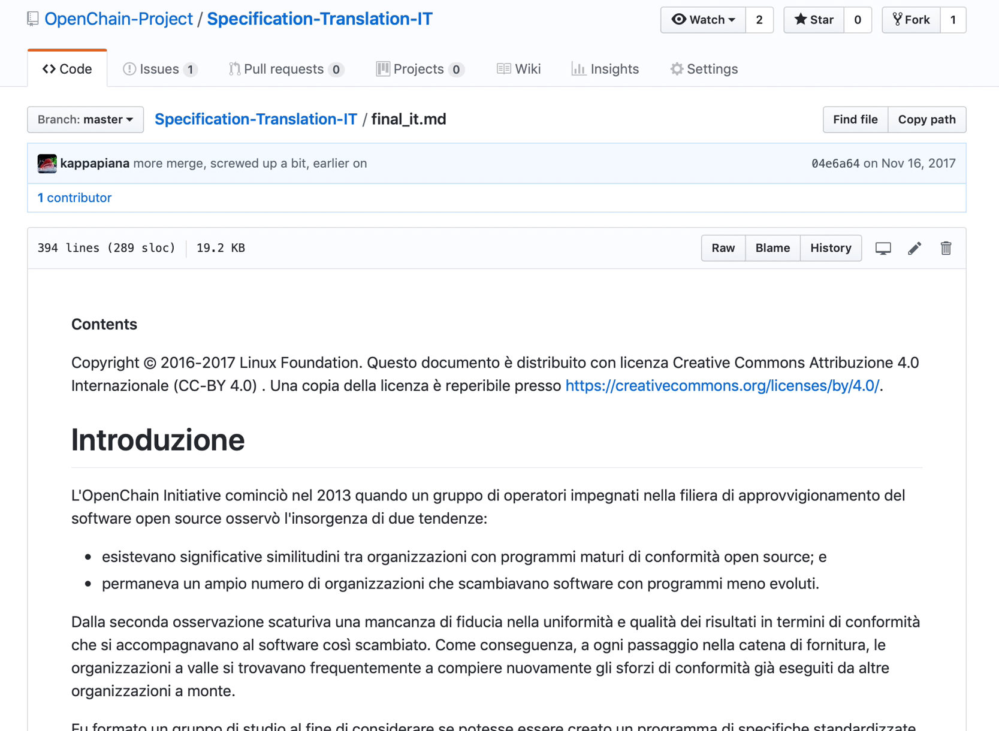 OpenChain-Project / Specification-Translation-IT
Watch 2 Star 0 Fork 1
Code Issues 1 Pull requests 0 Projects 0 Wiki Insights Settings
Branch: master Specification-Translation-IT / final_it.md Find file Copy path
kappapiana more merge, screwed up a bit, earlier on 04e6a64 on Nov 16, 2017
1 contributor
394 lines (289 sloc) 19.2 KB Raw Blame History
Contents
Copyright © 2016-2017 Linux Foundation. Questo documento è distribuito con licenza Creative Commons Attribuzione 4.0
Internazionale (CC-BY 4.0) . Una copia della licenza è reperibile presso https://creativecommons.org/licenses/by/4.0/.
Introduzione
L'OpenChain Initiative cominciò nel 2013 quando un gruppo di operatori impegnati nella filiera di approvvigionamento del
software open source osservò l'insorgenza di due tendenze:
• esistevano significative similitudini tra organizzazioni con programmi maturi di conformità open source; e
• permaneva un ampio numero di organizzazioni che scambiavano software con programmi meno evoluti.
Dalla seconda osservazione scaturiva una mancanza di fiducia nella uniformità e qualità dei risultati in termini di conformità
che si accompagnavano al software così scambiato. Come conseguenza, a ogni passaggio nella catena di fornitura, le
organizzazioni a valle si trovavano frequentemente a compiere nuovamente gli sforzi di conformità già eseguiti da altre
organizzazioni a monte.
Fu formato un gruppo di studio al fine di considerare se potesse essere creato un programma di specifiche standardizzate